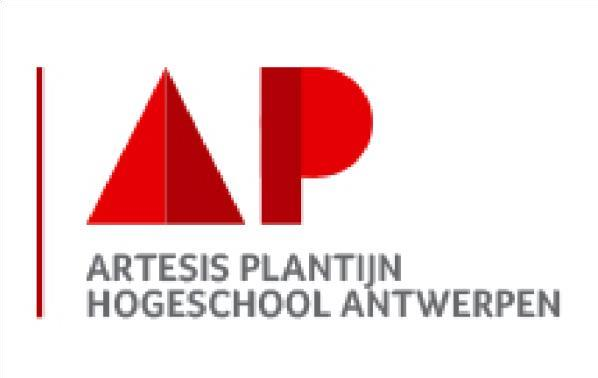 AP
ARTESIS PLANTIJN
HOGESCHOOL ANTWERPEN